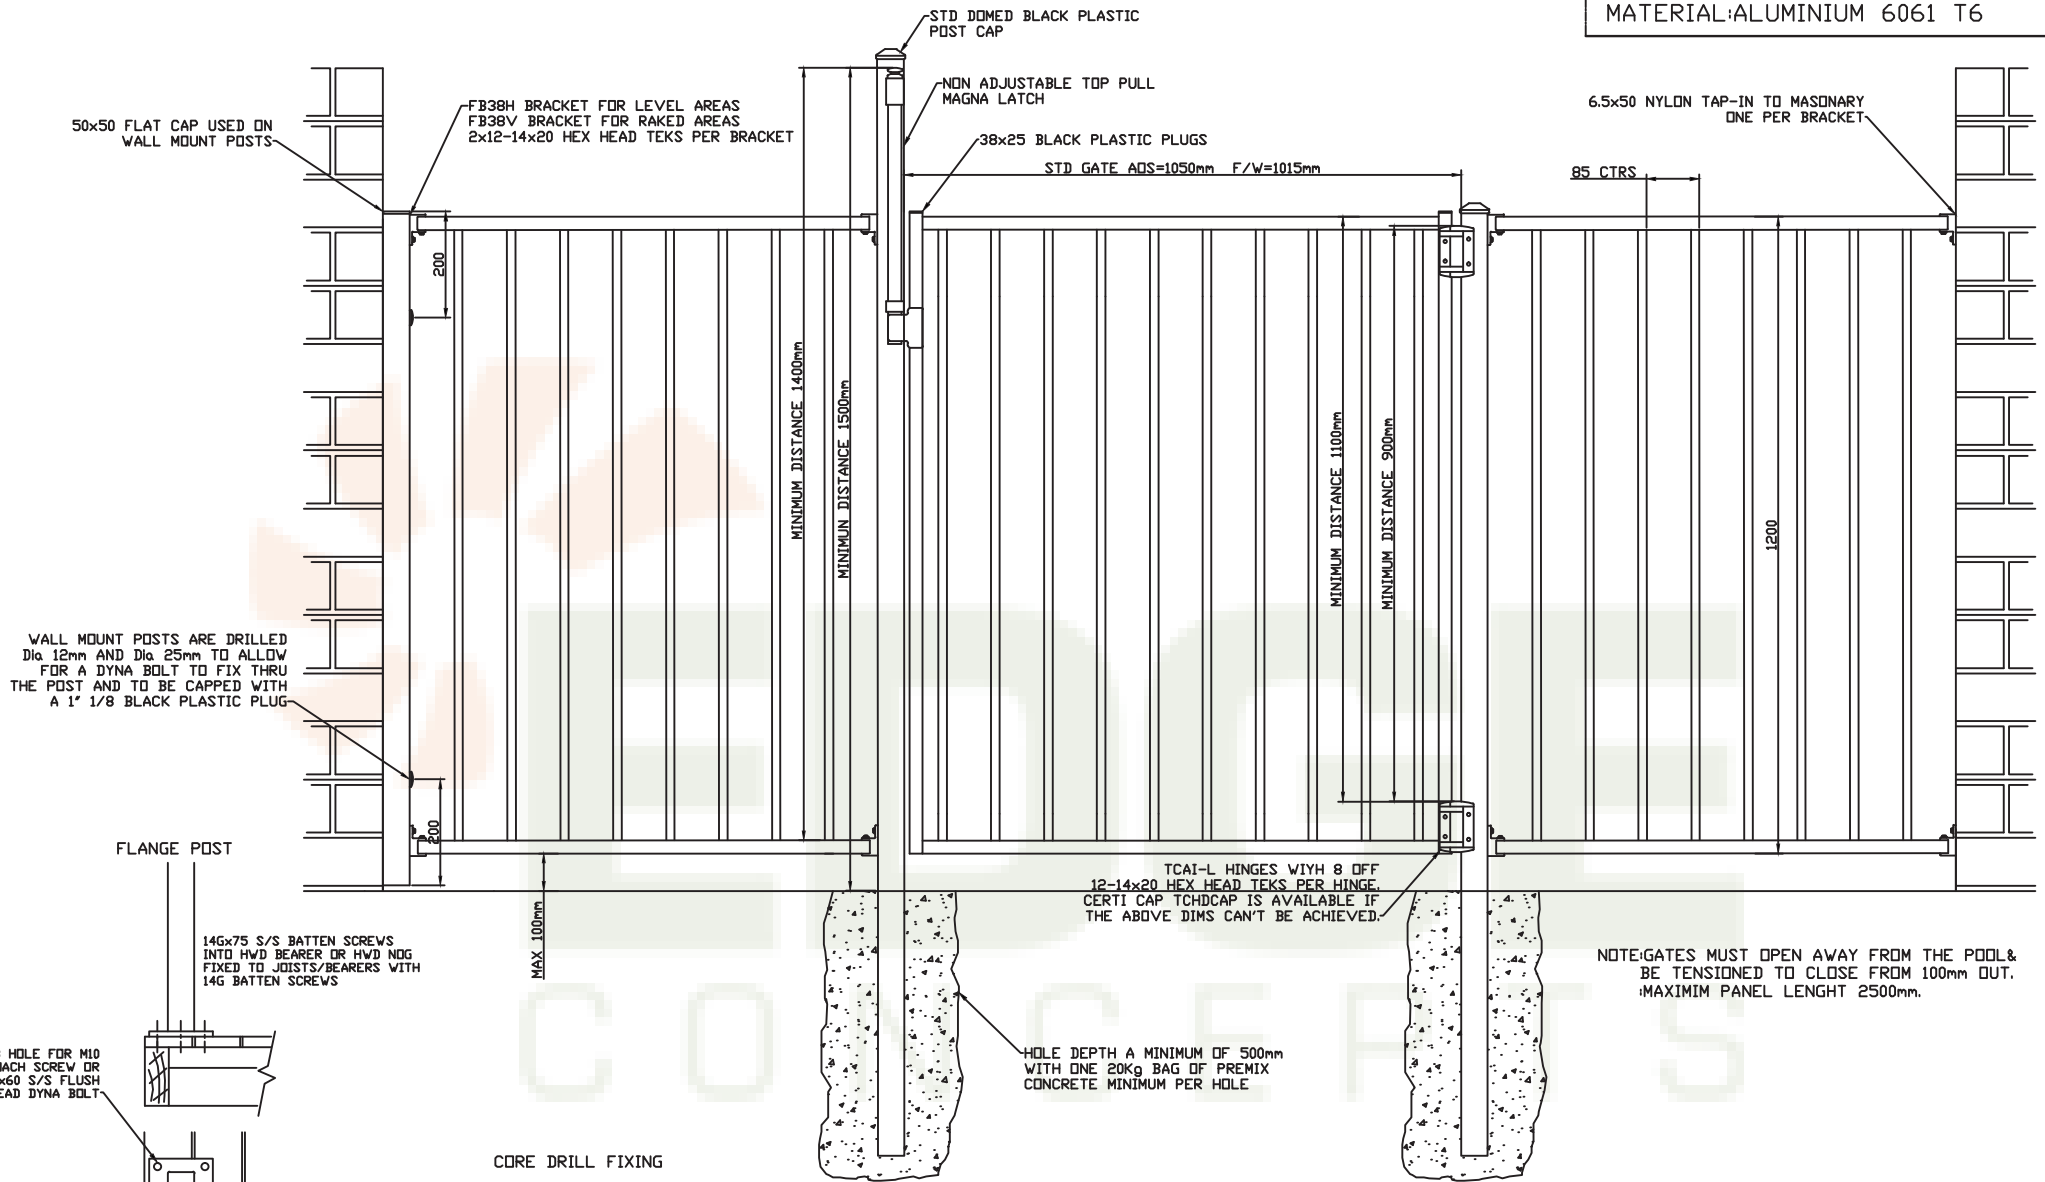 MATERIAL:ALUMINIUM 6061 T6
STD DOMED BLACK PLASTIC
POST CAP
NON ADJUSTABLE TOP PULL
MAGNA LATCH
FB38H BRACKET FOR LEVEL AREAS
FB38V BRACKET FOR RAKED AREAS
2x12-14x20 HEX HEAD TEKS PER BRACKET
50x50 FLAT CAP USED ON
WALL MOUNT POSTS
6.5x50 NYLON TAP-IN TO MASONARY
ONE PER BRACKET
38x25 BLACK PLASTIC PLUGS
STD GATE AOS=1050mm F/W=1015mm
85 CTRS
200
MINIMUM DISTANCE 1400mm
MINIMUN DISTANCE 1500mm
MINIMUM DISTANCE 1100mm
MINIMUM DISTANCE 900mm
1200
WALL MOUNT POSTS ARE DRILLED
Dia 12mm AND Dia 25mm TO ALLOW
FOR A DYNA BOLT TO FIX THRU
THE POST AND TO BE CAPPED WITH
A 1" 1/8 BLACK PLASTIC PLUG
200
FLANGE POST
TCAI-L HINGES WIYH 8 OFF
12-14x20 HEX HEAD TEKS PER HINGE.
CERTI CAP TCHDCAP IS AVAILABLE IF
THE ABOVE DIMS CAN'T BE ACHIEVED.
MAX 100mm
14Gx75 S/S BATTEN SCREWS
INTO HWD BEARER OR HWD NOG
FIXED TO JOISTS/BEARERS WITH
14G BATTEN SCREWS
NOTE:GATES MUST OPEN AWAY FROM THE POOL&
BE TENSIONED TO CLOSE FROM 100mm OUT.
:MAXIMIM PANEL LENGHT 2500mm.
HOLE FOR M10
ACH SCREW OR
x60 S/S FLUSH
EAD DYNA BOLT
HOLE DEPTH A MINIMUM OF 500mm
WITH ONE 20Kg BAG OF PREMIX
CONCRETE MINIMUM PER HOLE
CORE DRILL FIXING
EDGE
CONCEPTS